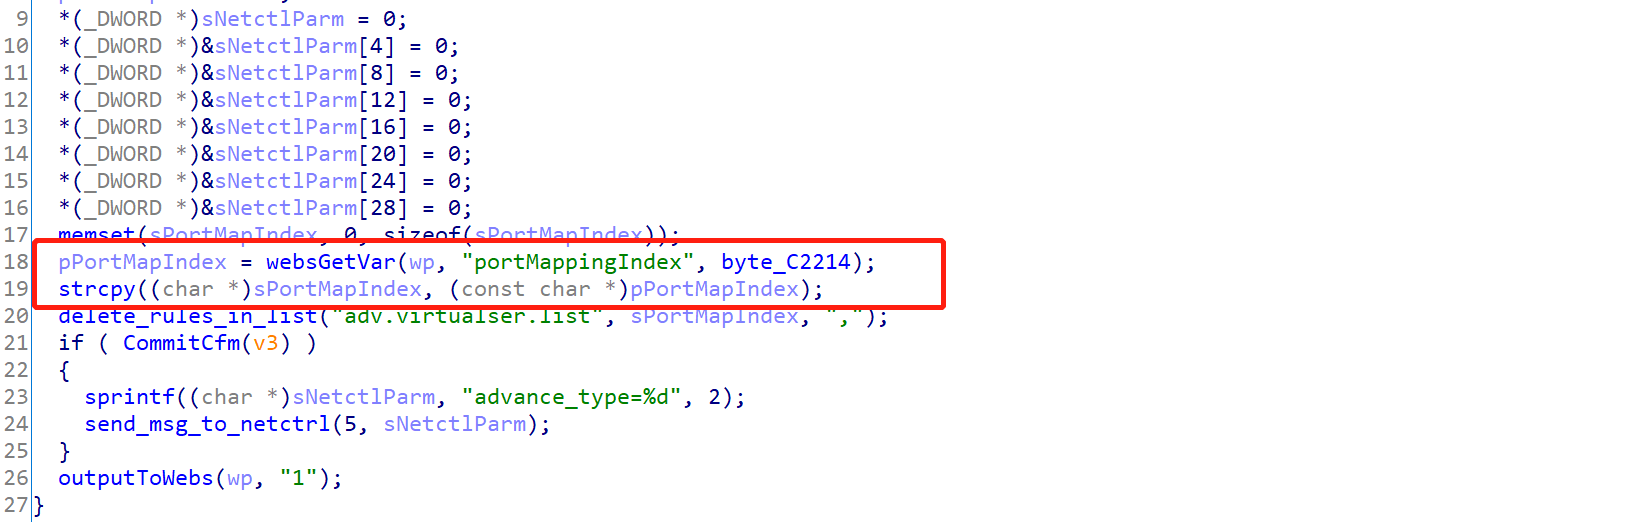 9 *(_DWORD *)sNetctlParm = 0;
10 *(_DWORD *)&sNetctlParm[4] = 0;
11 *(_DWORD *)&sNetctlParm[8] = 0;
12 *(_DWORD *)&sNetctlParm[12] = 0;
13 *(_DWORD *)&sNetctlParm[16] = 0;
14 *(_DWORD *)&sNetctlParm[20] = 0;
15 *(_DWORD *)&sNetctlParm[24] = 0;
16 *(_DWORD *)&sNetctlParm[28] = 0;
17 memset(sPortMapIndex, 0, sizeof(sPortMapIndex));
18 pPortMapIndex = websGetVar(wp, "portMappingIndex", byte_C2214);
19 strcpy((char *)sPortMapIndex, (const char *)pPortMapIndex);
20 delete_rules_in_list("adv.virtualser.list", sPortMapIndex, ",");
21 if ( CommitCfm(v3) )
22 {
23 sprintf((char *)sNetctlParm, "advance_type=%d", 2);
24 send_msg_to_netctrl(5, sNetctlParm);
25 }
26 outputToWebs(wp, "1");
27 }